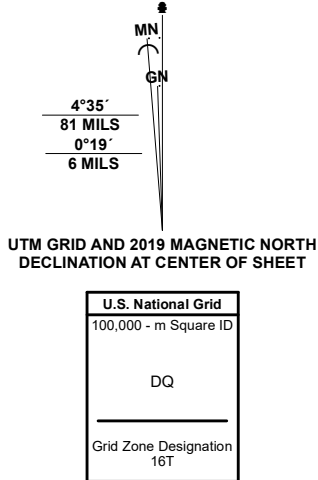 MN
GN
4°35´
81 MILS
0°19´
6 MILS
UTM GRID AND 2019 MAGNETIC NORTH
DECLINATION AT CENTER OF SHEET
U.S. National Grid
100,000 - m Square ID
DQ
Grid Zone Designation
16T